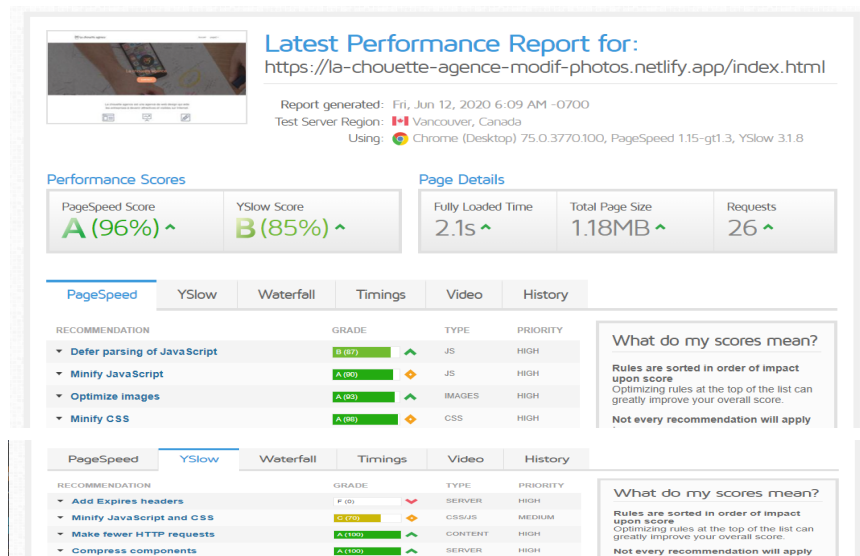 Latest Performance Report for:
https://la-chouette-agence-modif-photos.netlify.app/index.html
Report generated: Fri, Jun 12, 2020 6:09 AM -0700
Test Server Region: Vancouver, Canada
Using: Chrome (Desktop) 75.0.3770.100, PageSpeed 1.15-gt1.3, YSlow 3.1.8
Performance Scores
Page Details
PageSpeed Score
YSlow Score
Fully Loaded Time
Total Page Size
Requests
A (96%)
B (85%)
2.1s
1.18MB
26
PageSpeed YSlow Waterfall Timings Video History
RECOMMENDATION GRADE TYPE PRIORITY
Defer parsing of JavaScript B (87) JS HIGH
Minify JavaScript A (90) JS HIGH
Optimize images A (93) IMAGES HIGH
Minify CSS A (98) CSS HIGH
What do my scores mean?
Rules are sorted in order of impact
upon score
Optimizing rules at the top of the list can
greatly improve your overall score.
Not every recommendation will apply
PageSpeed YSlow Waterfall Timings Video History
RECOMMENDATION GRADE TYPE PRIORITY
Add Expires headers F (0) SERVER HIGH
Minify JavaScript and CSS C (70) CSS/JS MEDIUM
Make fewer HTTP requests A (100) CONTENT HIGH
Compress components A (100) SERVER HIGH
What do my scores mean?
Rules are sorted in order of impact
upon score
Optimizing rules at the top of the list can
greatly improve your overall score.
Not every recommendation will apply